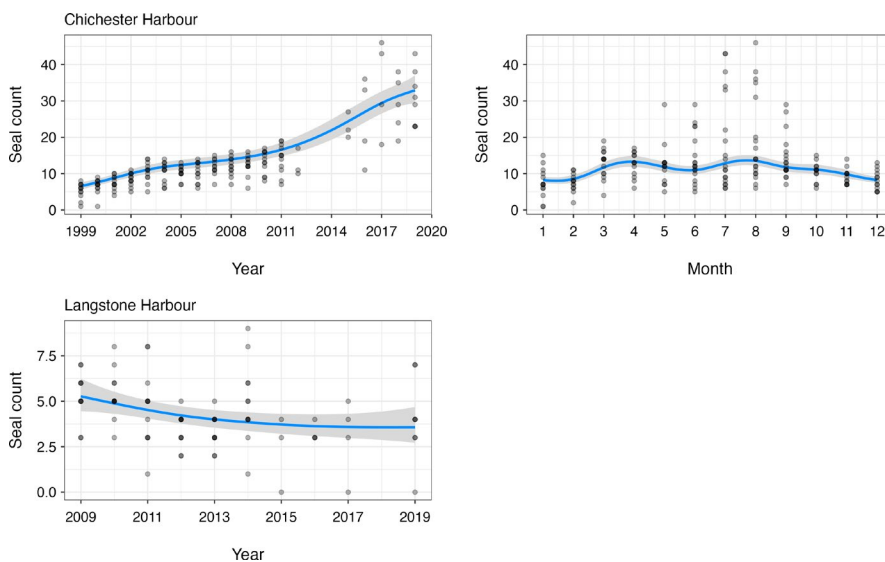 Chichester Harbour
Seal count
40
30
20
10
0
1999 2002 2005 2008 2011 2014 2017 2020
Year
Seal count
40
30
20
10
0
1 2 3 4 5 6 7 8 9 10 11 12
Month
Langstone Harbour
Seal count
7.5
5.0
2.5
0.0
2009 2011 2013 2015 2017 2019
Year